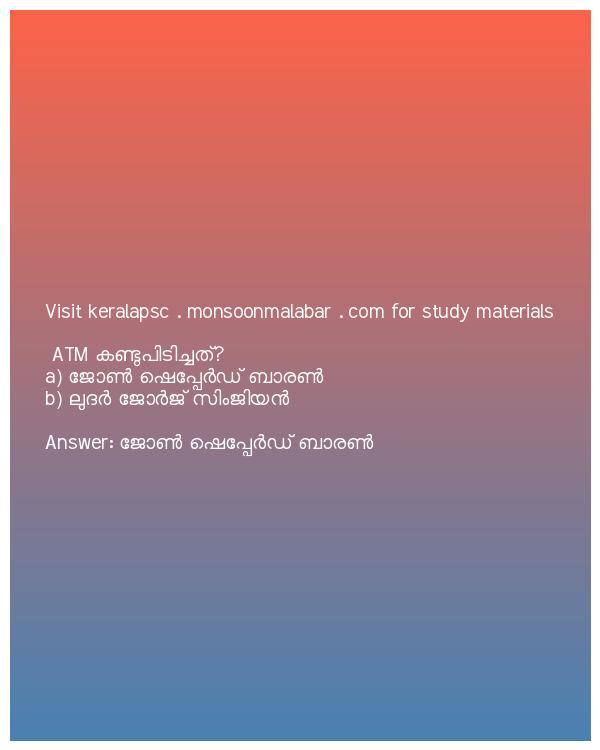 Visit keralapsc . monsoonmalabar . com for study materials
ATM കണ്ടുപിടിച്ചത്?
a) ജോൺ ഷെപ്പേർഡ് ബാരൺ
b) ലൂദർ ജോർജ് സിംജിയൻ
Answer: ജോൺ ഷെപ്പേർഡ് ബാരൺ